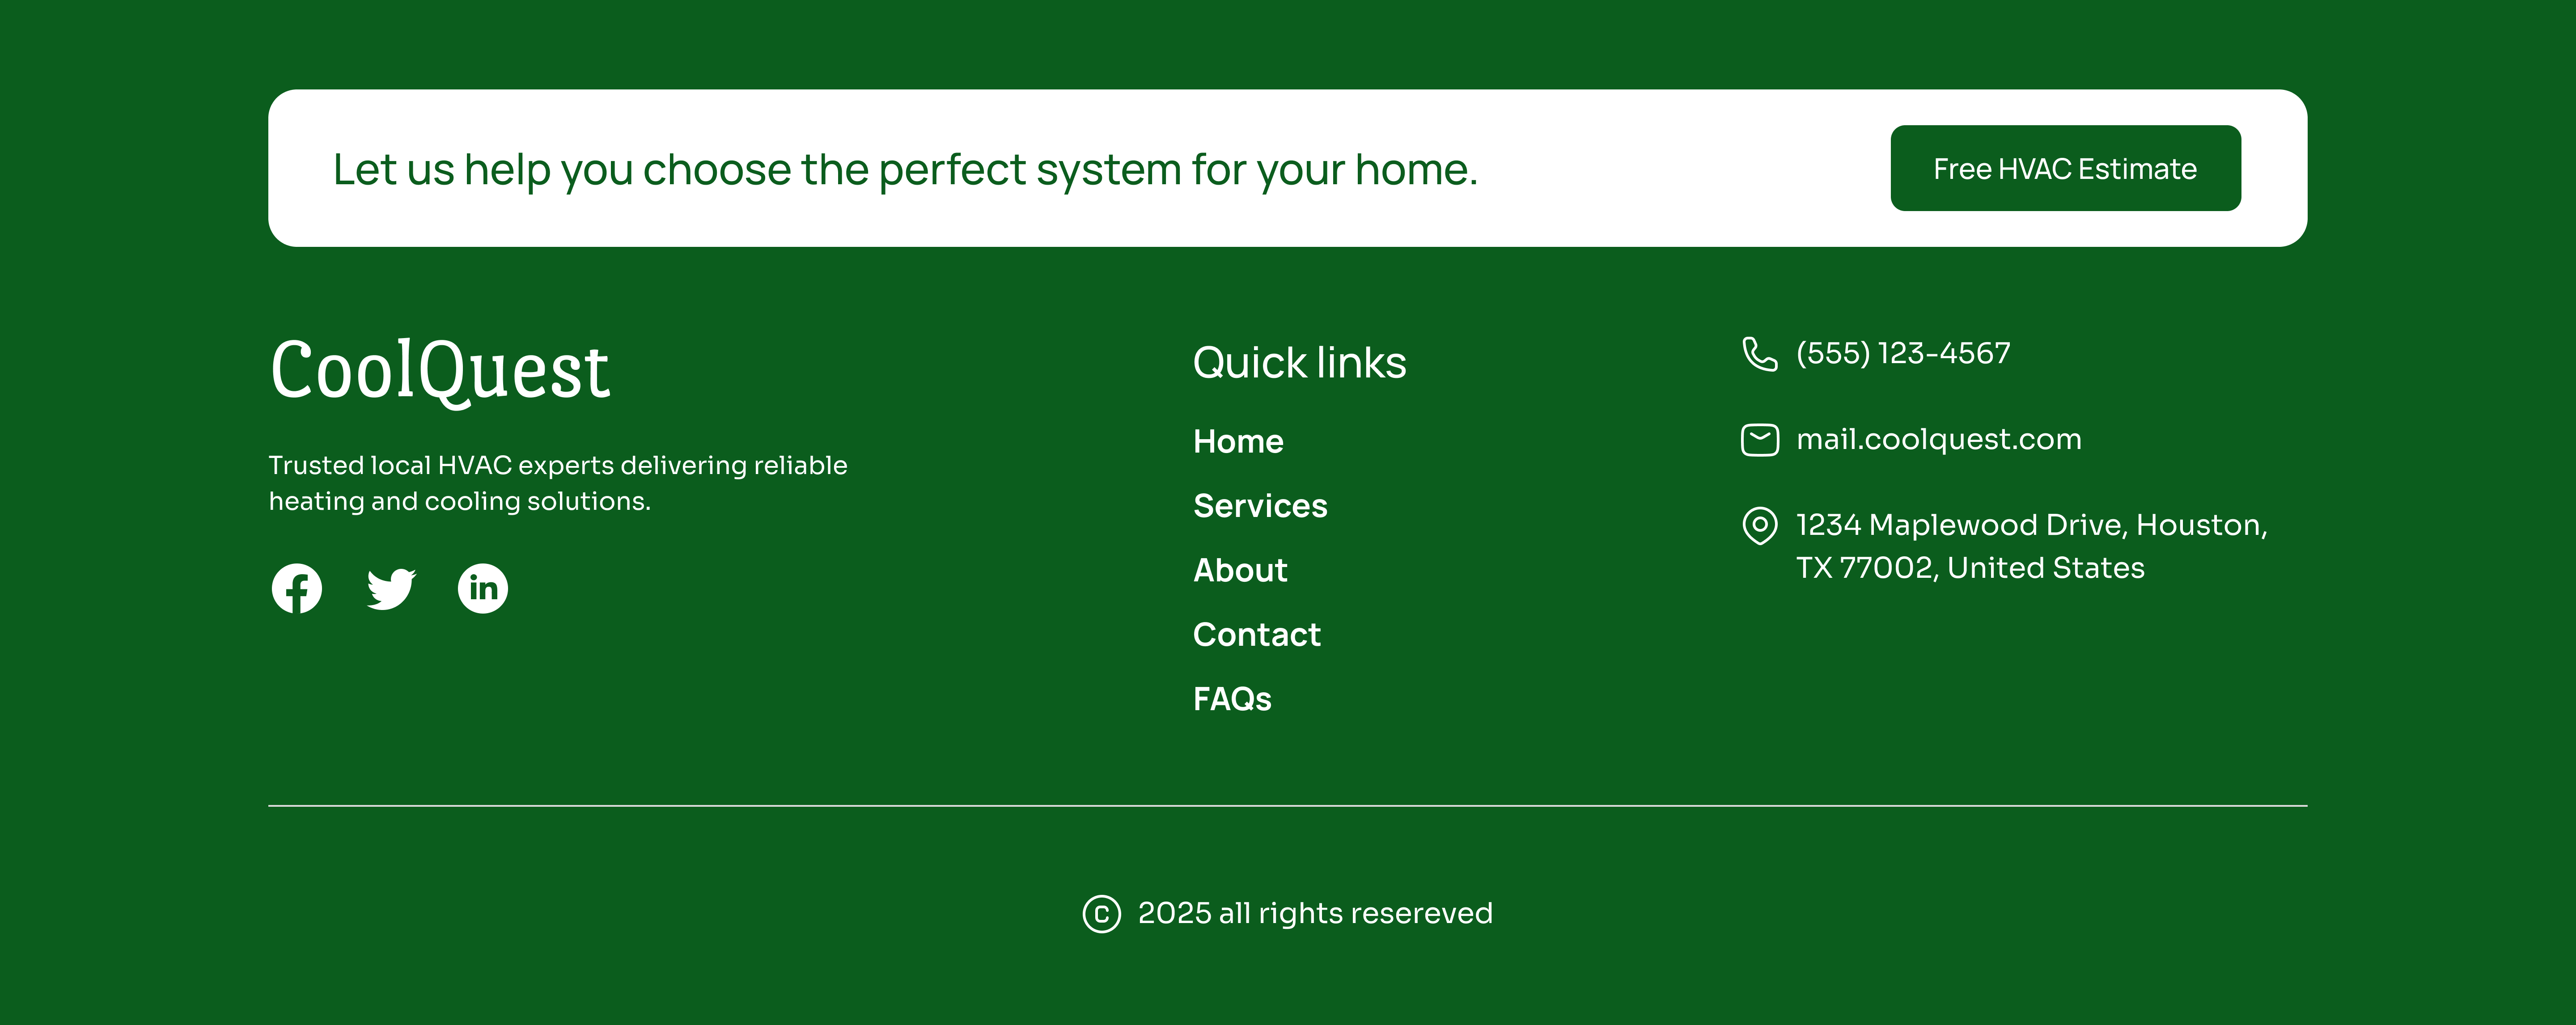 Let us help you choose the perfect system for your home.
Free HVAC Estimate
CoolQuest
Trusted local HVAC experts delivering reliable
heating and cooling solutions.
Quick links
Home
Services
About
Contact
FAQs
(555) 123-4567
mail.coolquest.com
1234 Maplewood Drive, Houston,
TX 77002, United States
© 2025 all rights resereved